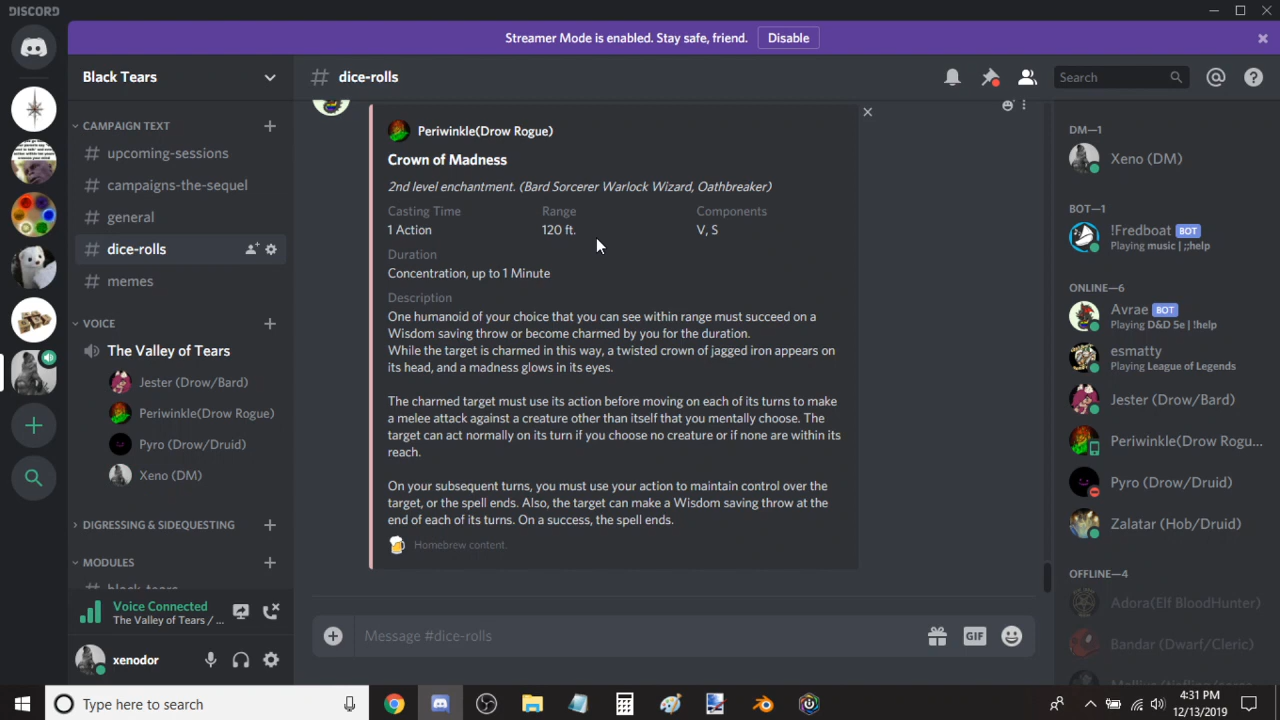 DISCORD
Streamer Mode is enabled. Stay safe, friend. Disable
Black Tears
dice-rolls
Search
CAMPAIGN TEXT
upcoming-sessions
campaigns-the-sequel
general
dice-rolls
memes
VOICE
The Valley of Tears
Jester (Drow/Bard)
Periwinkle(Drow Rogue)
Pyro (Drow/Druid)
Xeno (DM)
DIGRESSING & SIDEQUESTING
MODULES
black-tears
Voice Connected
The Valley of Tears / ...
xenodor
Periwinkle(Drow Rogue)
Crown of Madness
2nd level enchantment. (Bard Sorcerer Warlock Wizard, Oathbreaker)
Casting Time Range Components
1 Action 120 ft. V, S
Duration
Concentration, up to 1 Minute
Description
One humanoid of your choice that you can see within range must succeed on a
Wisdom saving throw or become charmed by you for the duration.
While the target is charmed in this way, a twisted crown of jagged iron appears on
its head, and a madness glows in its eyes.
The charmed target must use its action before moving on each of its turns to make
a melee attack against a creature other than itself that you mentally choose. The
target can act normally on its turn if you choose no creature or if none are within its
reach.
On your subsequent turns, you must use your action to maintain control over the
target, or the spell ends. Also, the target can make a Wisdom saving throw at the
end of each of its turns. On a success, the spell ends.
Homebrew content.
Message #dice-rolls
GIF
DM—1
Xeno (DM)
BOT—1
!Fredboat BOT
Playing music | ;;help
ONLINE—6
Avrae BOT
Playing D&D 5e | !help
esmatty
Playing League of Legends
Jester (Drow/Bard)
Periwinkle(Drow Rogu...
Pyro (Drow/Druid)
Zalatar (Hob/Druid)
OFFLINE—4
Adora(Elf BloodHunter)
Bandar (Dwarf/Cleric)
Type here to search
4:31 PM
12/13/2019